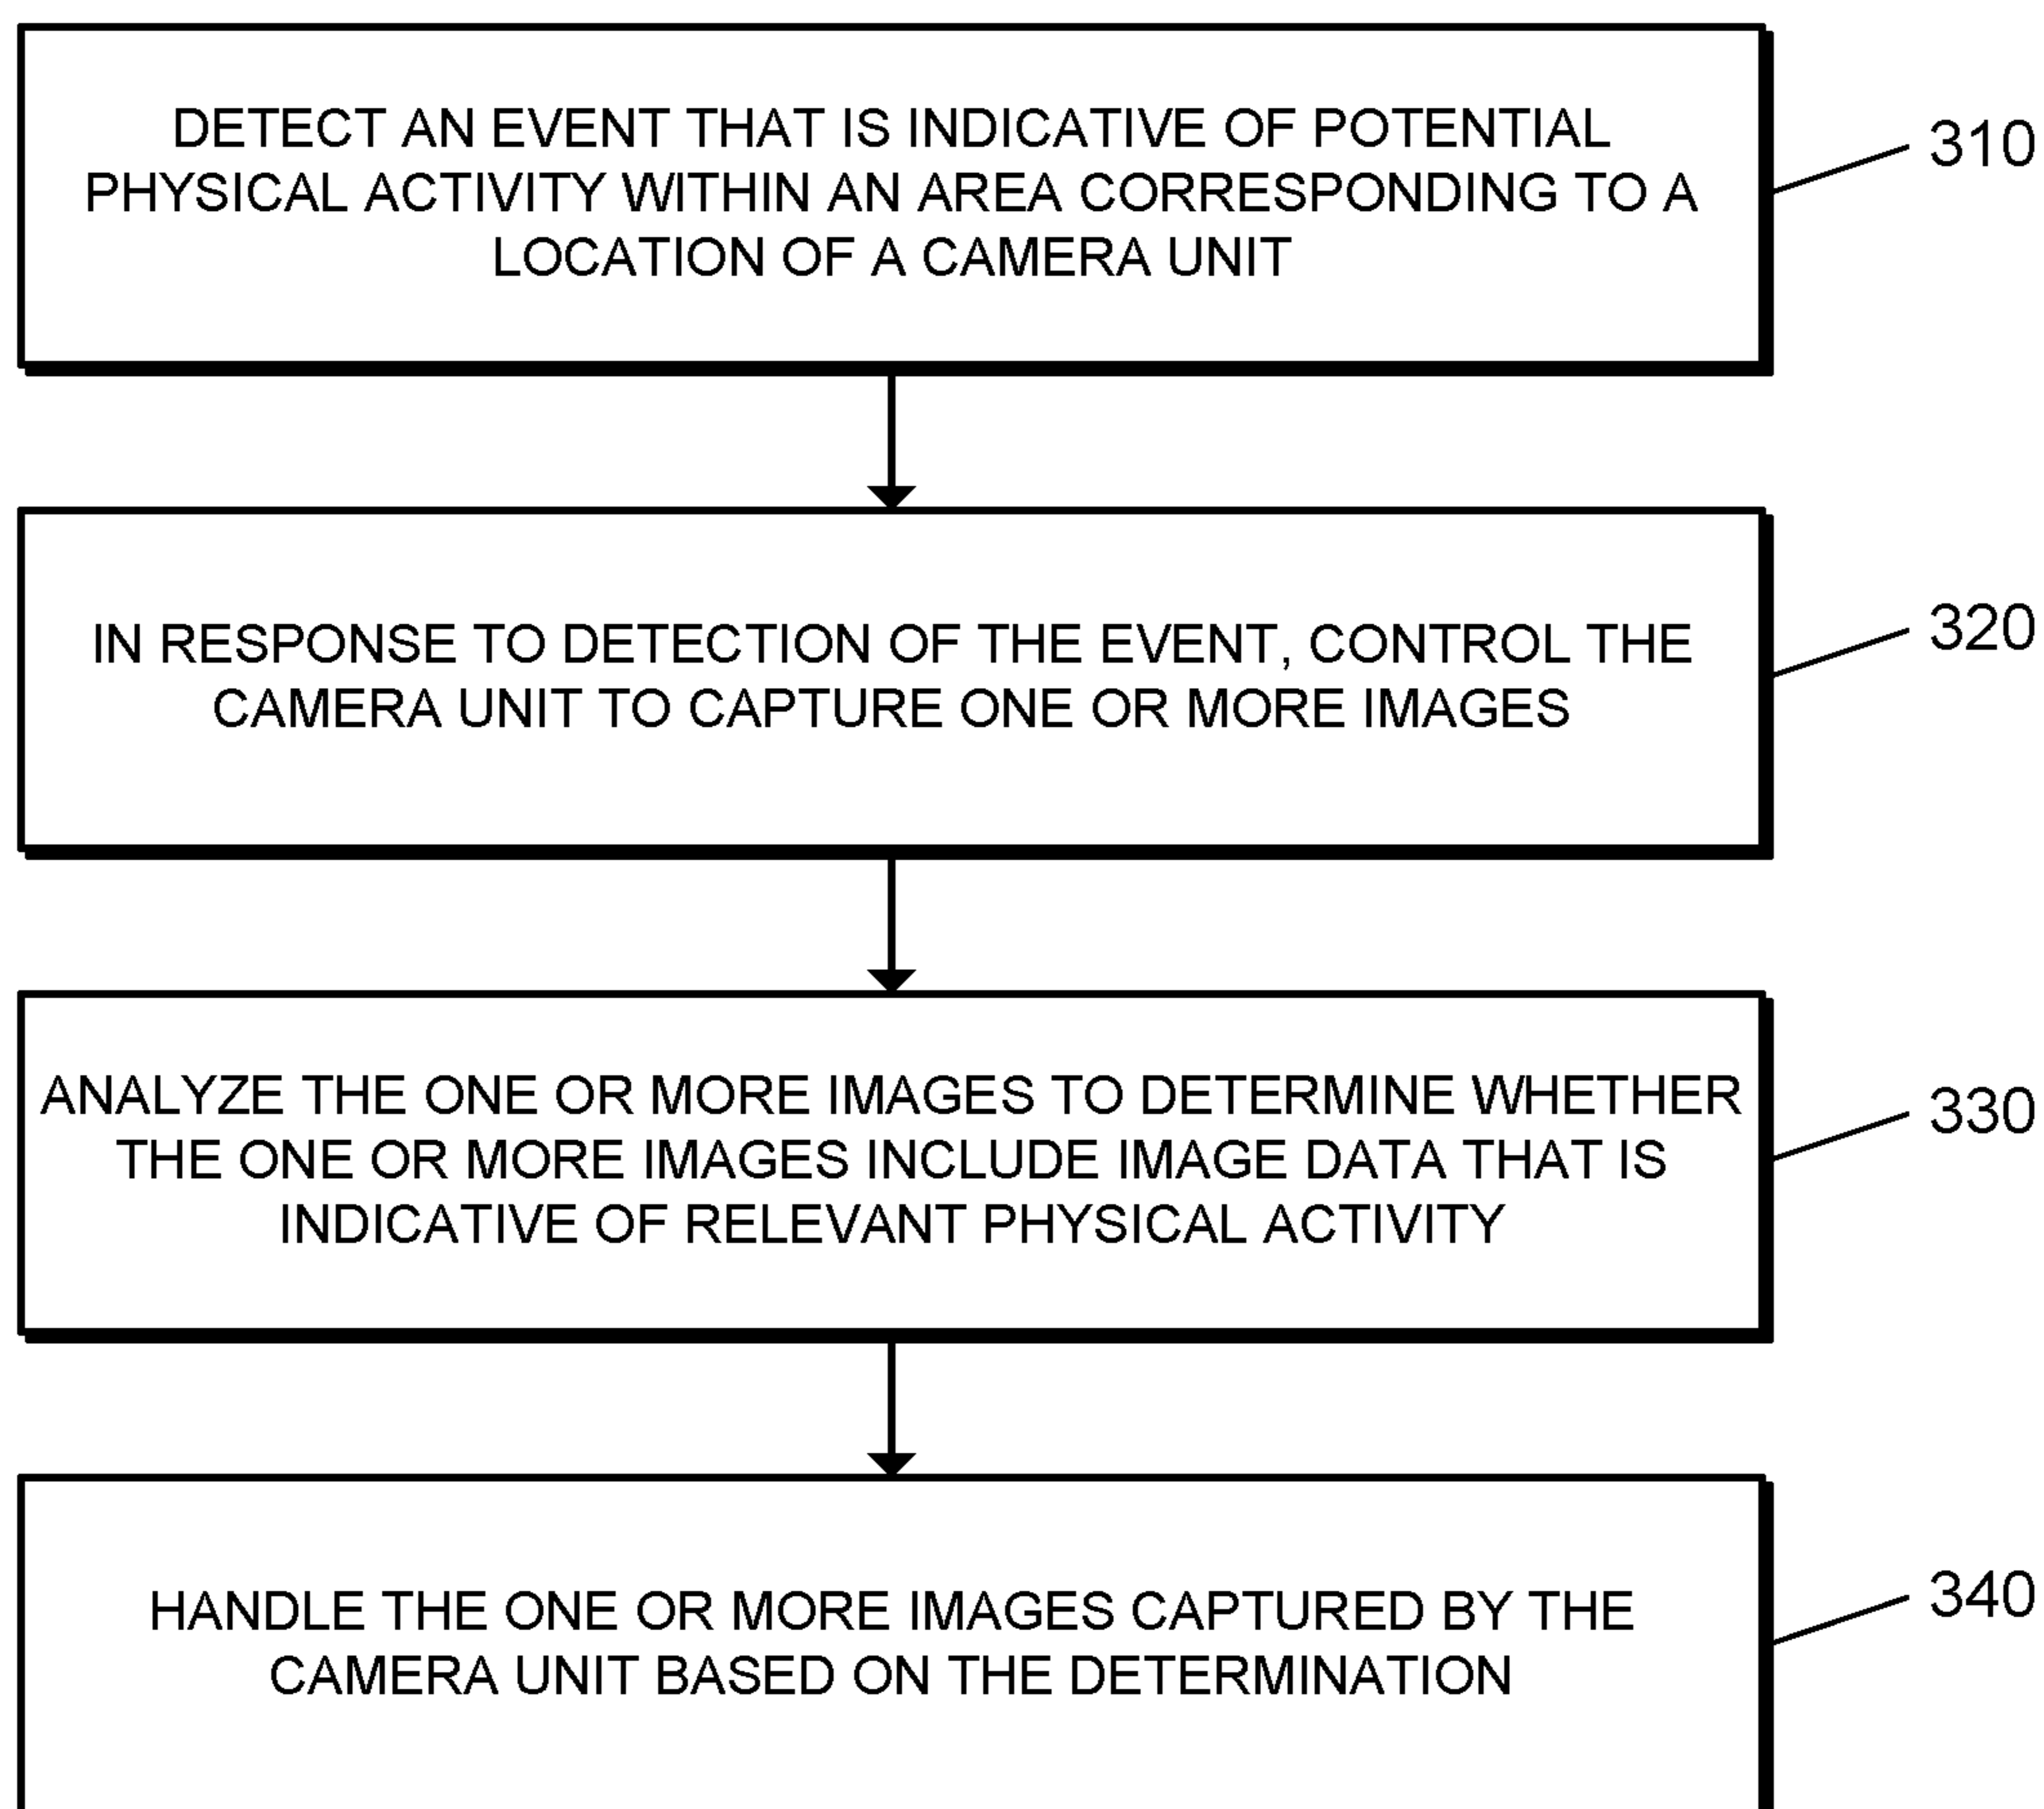 DETECT AN EVENT THAT IS INDICATIVE OF POTENTIAL
PHYSICAL ACTIVITY WITHIN AN AREA CORRESPONDING TO A
LOCATION OF A CAMERA UNIT
310
IN RESPONSE TO DETECTION OF THE EVENT, CONTROL THE
CAMERA UNIT TO CAPTURE ONE OR MORE IMAGES
320
ANALYZE THE ONE OR MORE IMAGES TO DETERMINE WHETHER
THE ONE OR MORE IMAGES INCLUDE IMAGE DATA THAT IS
INDICATIVE OF RELEVANT PHYSICAL ACTIVITY
330
HANDLE THE ONE OR MORE IMAGES CAPTURED BY THE
CAMERA UNIT BASED ON THE DETERMINATION
340